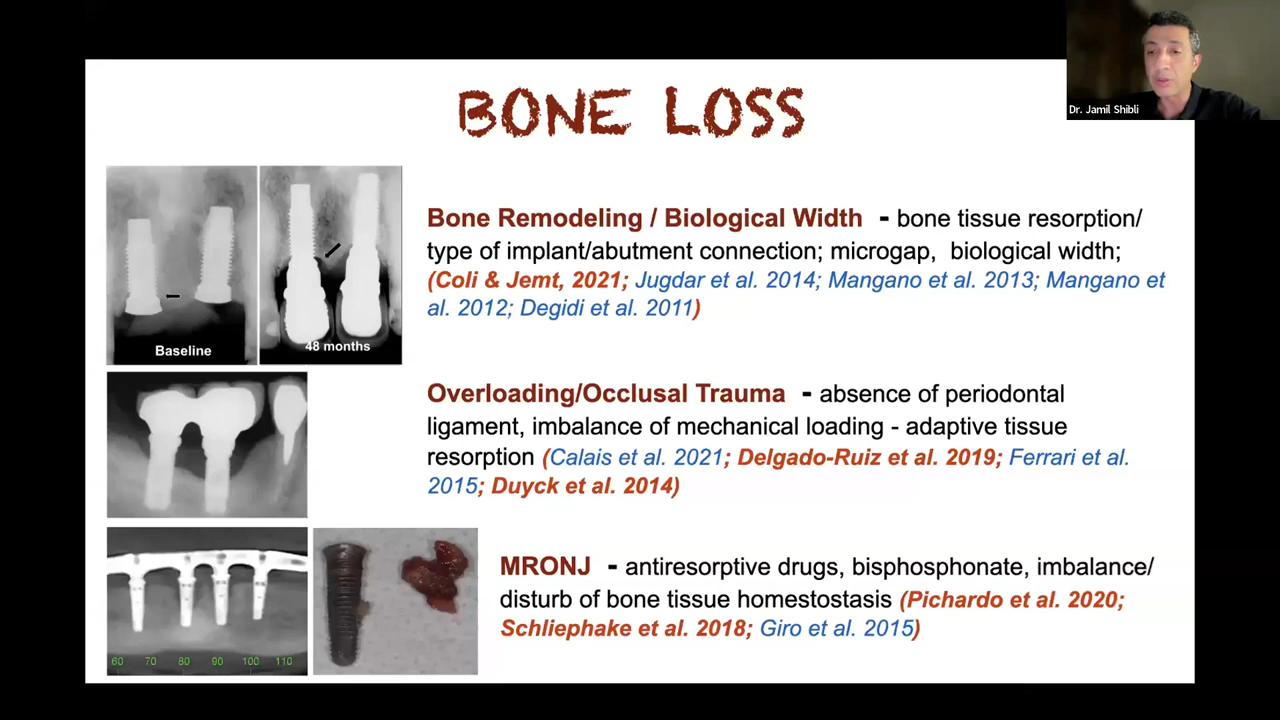 Dr. Jamil Shibli
BONE LOSS
Baseline
48 months
Bone Remodeling / Biological Width - bone tissue resorption/
type of implant/abutment connection; microgap, biological width;
(Coli & Jemt, 2021; Jugdar et al. 2014; Mangano et al. 2013; Mangano et
al. 2012; Degidi et al. 2011)
Overloading/Occlusal Trauma - absence of periodontal
ligament, imbalance of mechanical loading - adaptive tissue
resorption (Calais et al. 2021; Delgado-Ruiz et al. 2019; Ferrari et al.
2015; Duyck et al. 2014)
MRONJ - antiresorptive drugs, bisphosphonate, imbalance/
disturb of bone tissue homestostasis (Pichardo et al. 2020;
Schliephake et al. 2018; Giro et al. 2015)
60 70 80 90 100 110